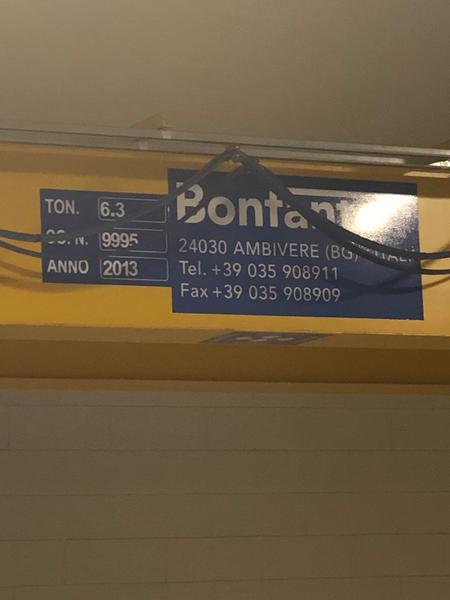 TON. 6.3
N. 9995
ANNO 2013
24030 AMBIVERE (BG)
Tel. +39 035 908911
Fax +39 035 908909